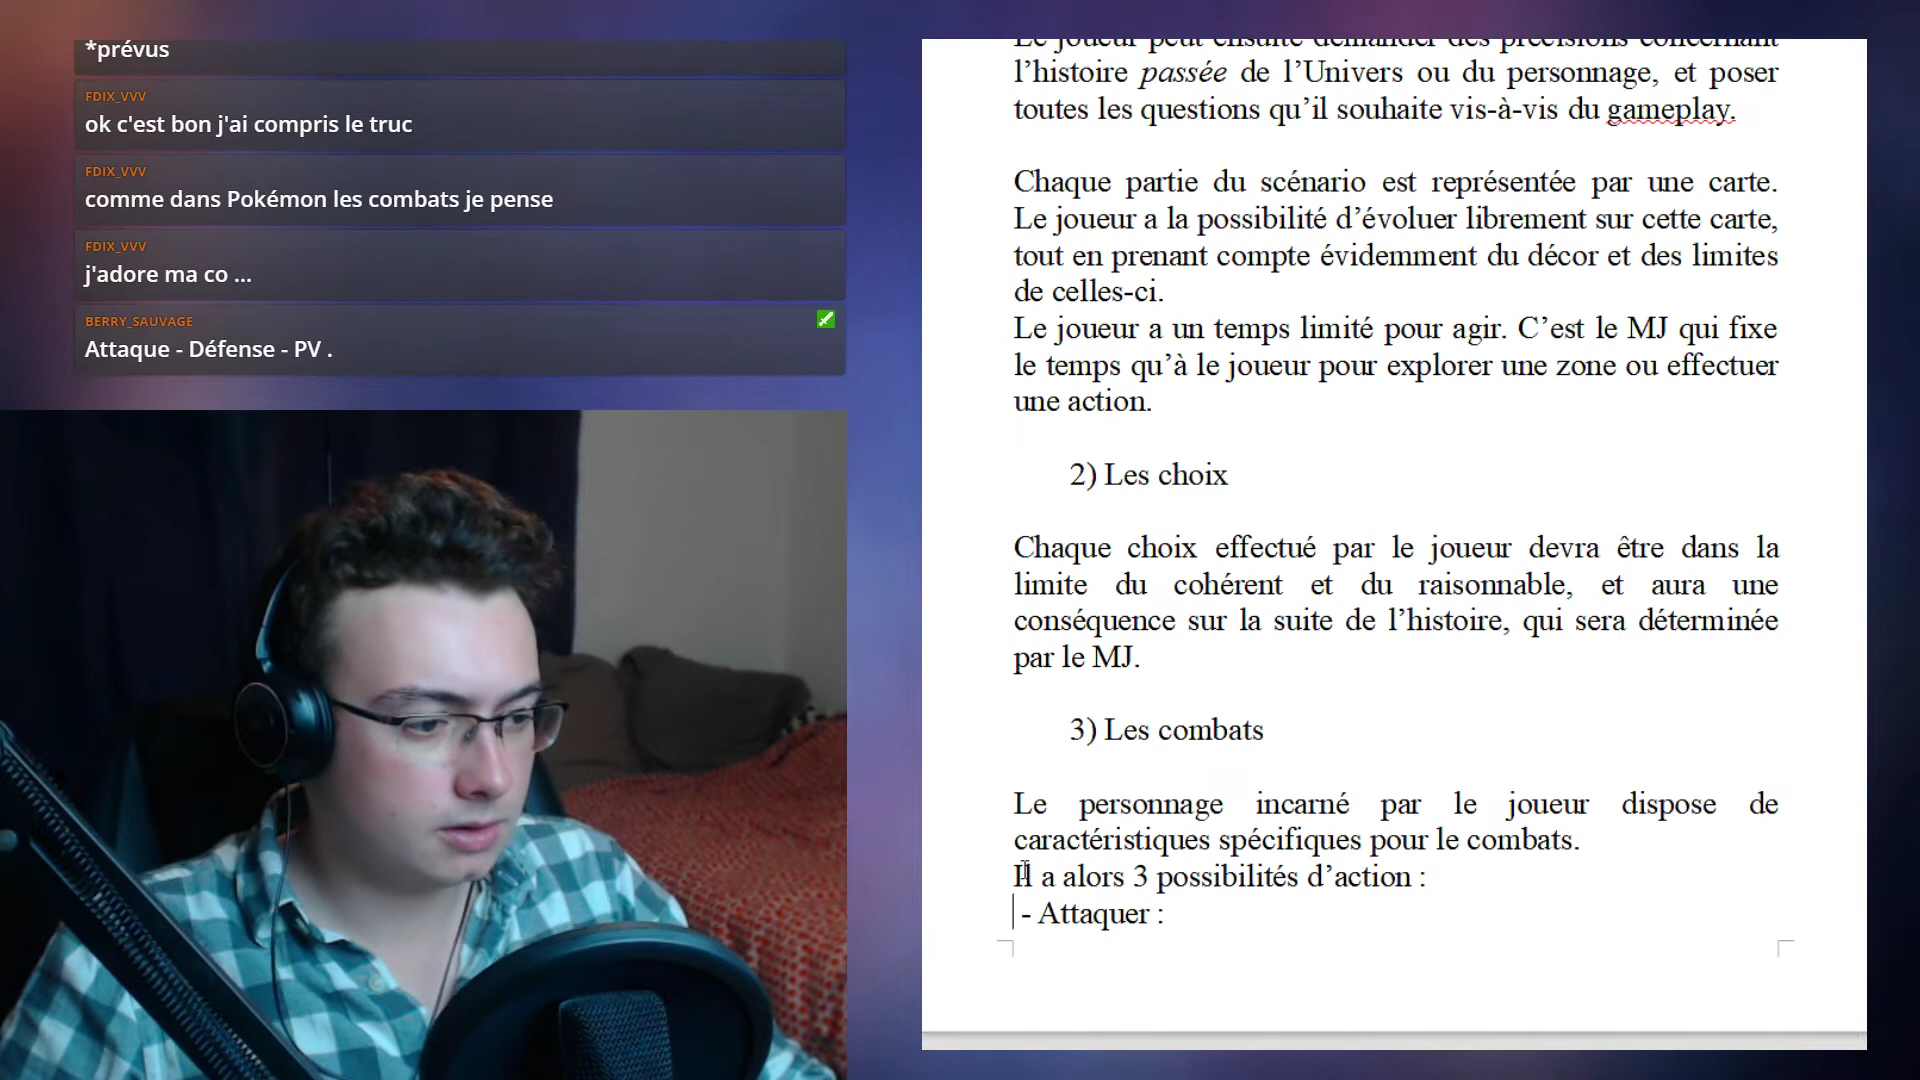 *prévus
FDIX_VVV
ok c'est bon j'ai compris le truc
FDIX_VVV
comme dans Pokémon les combats je pense
FDIX_VVV
j'adore ma co ...
BERRY_SAUVAGE
Attaque - Défense - PV .
Le joueur peut ensuite demander des précisions concernant
l’histoire passée de l’Univers ou du personnage, et poser
toutes les questions qu’il souhaite vis-à-vis du gameplay.
Chaque partie du scénario est représentée par une carte.
Le joueur a la possibilité d’évoluer librement sur cette carte,
tout en prenant compte évidemment du décor et des limites
de celles-ci.
Le joueur a un temps limité pour agir. C’est le MJ qui fixe
le temps qu’à le joueur pour explorer une zone ou effectuer
une action.
2) Les choix
Chaque choix effectué par le joueur devra être dans la
limite du cohérent et du raisonnable, et aura une
conséquence sur la suite de l’histoire, qui sera déterminée
par le MJ.
3) Les combats
Le personnage incarné par le joueur dispose de
caractéristiques spécifiques pour le combats.
Il a alors 3 possibilités d’action :
- Attaquer :